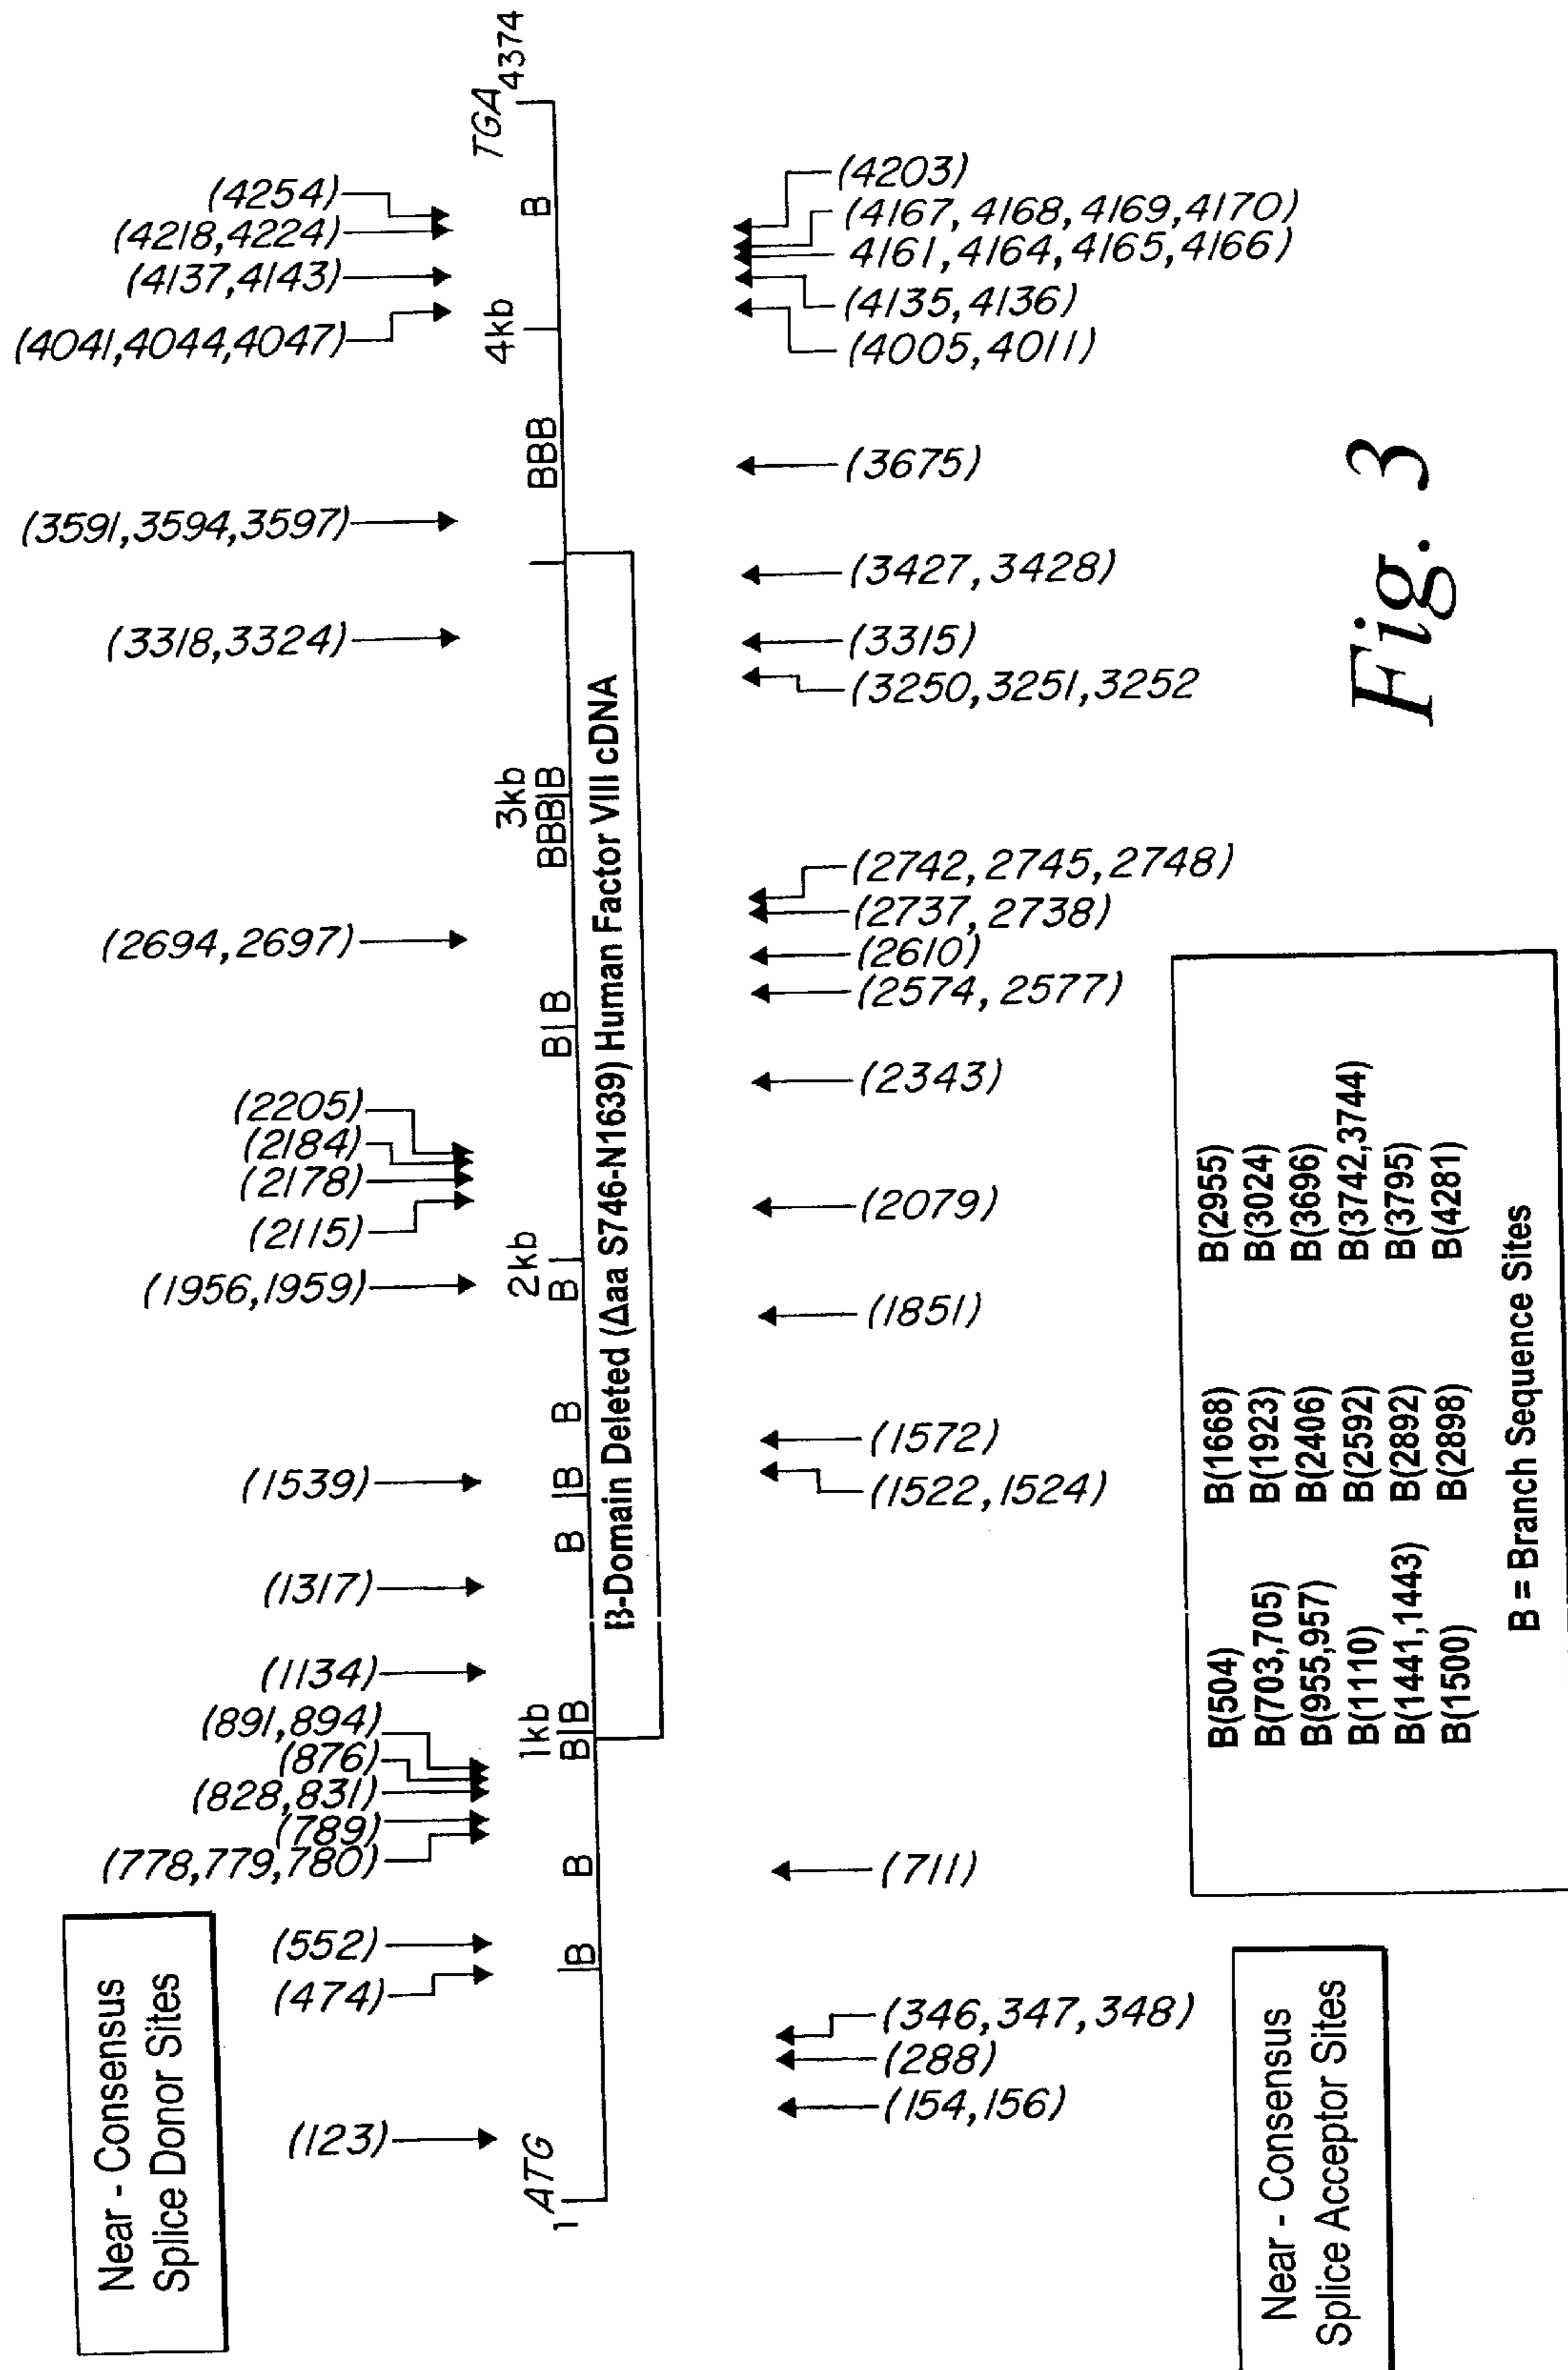 Near - Consensus
Splice Donor Sites
(123)
(474)
(552)
(778,779,780)
(789)
(828,831)
(876)
(891,894)
(1134)
(1317)
(1539)
(1956,1959)
(2115)
(2178)
(2184)
(2205)
(2694,2697)
(3318,3324)
(3591,3594,3597)
(4041,4044,4047)
(4137,4143)
(4218,4224)
(4254)
1 ATG
B
B
B 1kb B
B
B
B
B 2kb
B B
BBB 3kb B
BBB
4kb
B
TGA 4374
B-Domain Deleted (Δaa S746-N1639) Human Factor VIII cDNA
(154,156)
(288)
(346,347,348)
(711)
(1522,1524)
(1572)
(1851)
(2079)
(2343)
(2574,2577)
(2610)
(2737,2738)
(2742,2745,2748)
(3250,3251,3252
(3315)
(3427,3428)
(3675)
(4005,4011)
(4135,4136)
4161,4164,4165,4166)
(4167,4168,4169,4170)
(4203)
Near - Consensus
Splice Acceptor Sites
B(504) B(1668) B(2955)
B(703,705) B(1923) B(3024)
B(955,957) B(2406) B(3696)
B(1110) B(2592) B(3742,3744)
B(1441,1443) B(2892) B(3795)
B(1500) B(2898) B(4281)
B = Branch Sequence Sites
Fig. 3